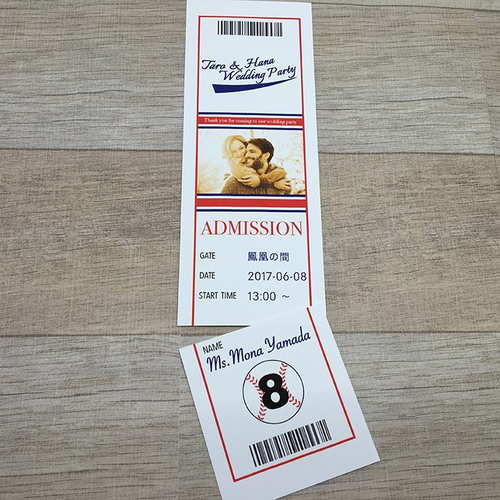 Taro & Hana
Wedding Party
Thank you for coming to our wedding party
ADMISSION
GATE 鳳凰の間
DATE 2017-06-08
START TIME 13:00 ～
NAME
Ms. Mona Yamada
8